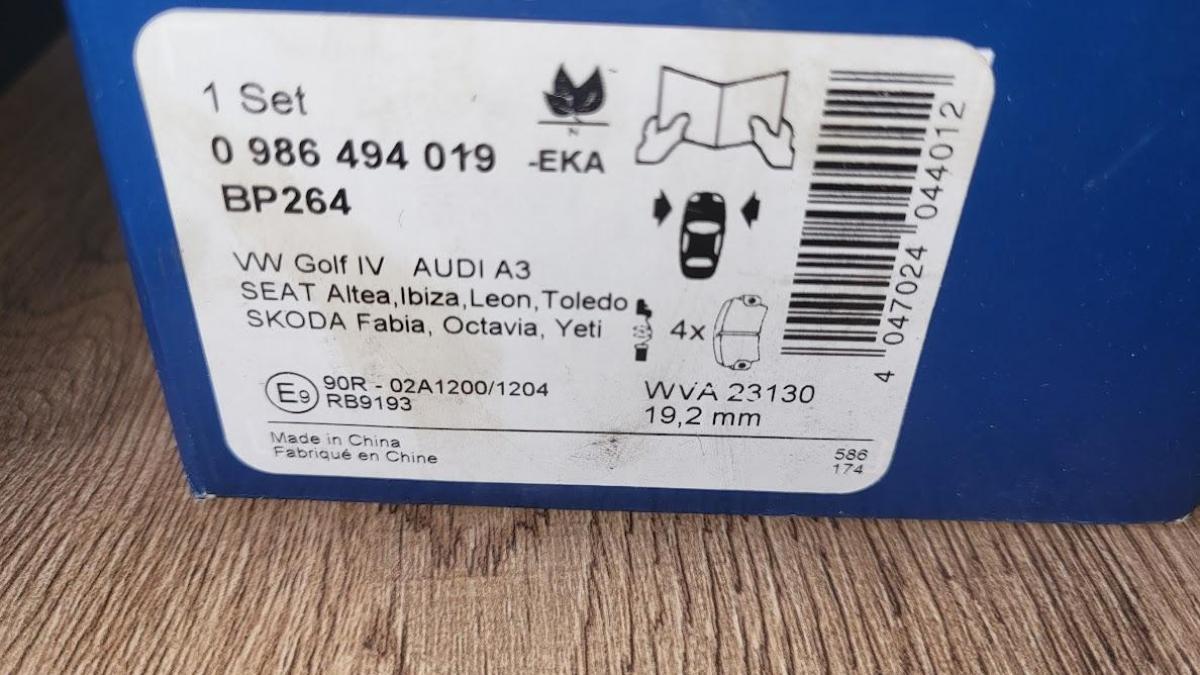 1 Set
0 986 494 019 -EKA
BP264
N
VW Golf IV AUDI A3
SEAT Altea,Ibiza,Leon,Toledo
SKODA Fabia, Octavia, Yeti
4x
E9 90R - 02A1200/1204
RB9193
WVA 23130
19,2 mm
Made in China
Fabriqué en Chine
586
174
4 047024 044012